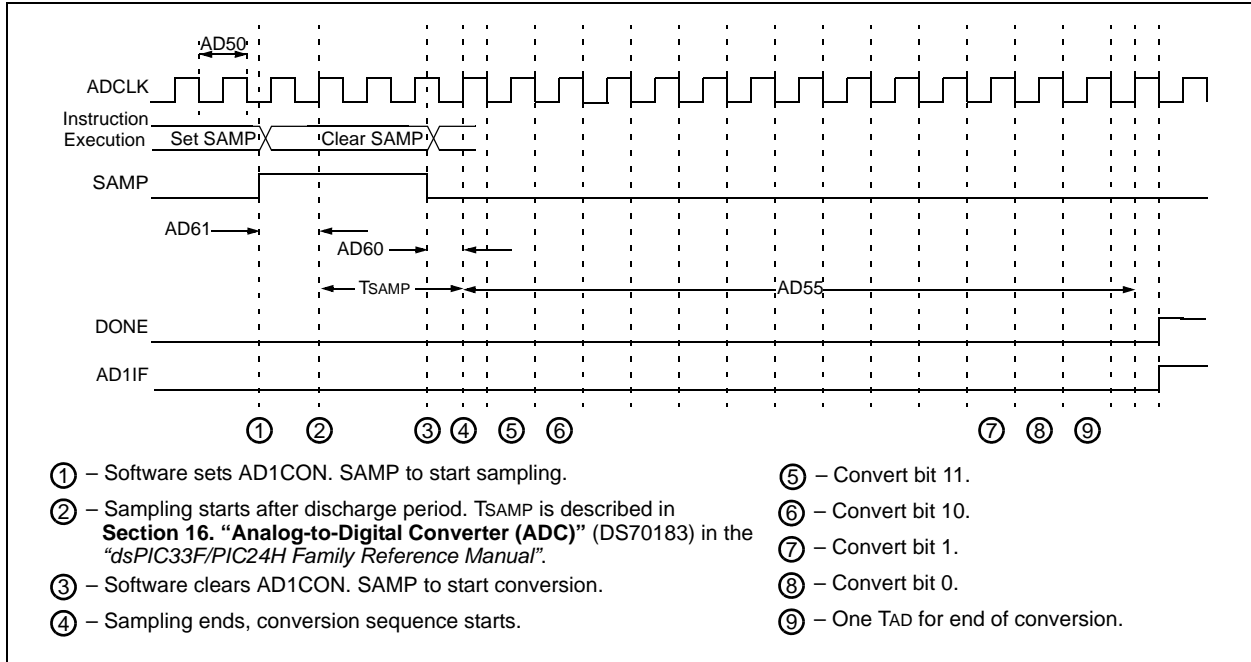 AD50
ADCLK
Instruction
Execution
Set SAMP
Clear SAMP
SAMP
AD61
AD60
TSAMP
AD55
DONE
AD1IF
1 2 3 4 5 6 7 8 9
1 – Software sets AD1CON. SAMP to start sampling.
2 – Sampling starts after discharge period. TSAMP is described in
Section 16. “Analog-to-Digital Converter (ADC)” (DS70183) in the
“dsPIC33F/PIC24H Family Reference Manual”.
3 – Software clears AD1CON. SAMP to start conversion.
4 – Sampling ends, conversion sequence starts.
5 – Convert bit 11.
6 – Convert bit 10.
7 – Convert bit 1.
8 – Convert bit 0.
9 – One TAD for end of conversion.